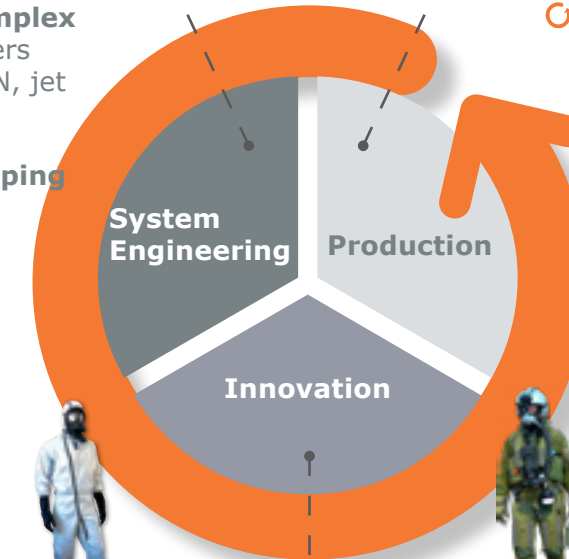 mplex
ers
N, jet
ping
System
Engineering
Production
Innovation